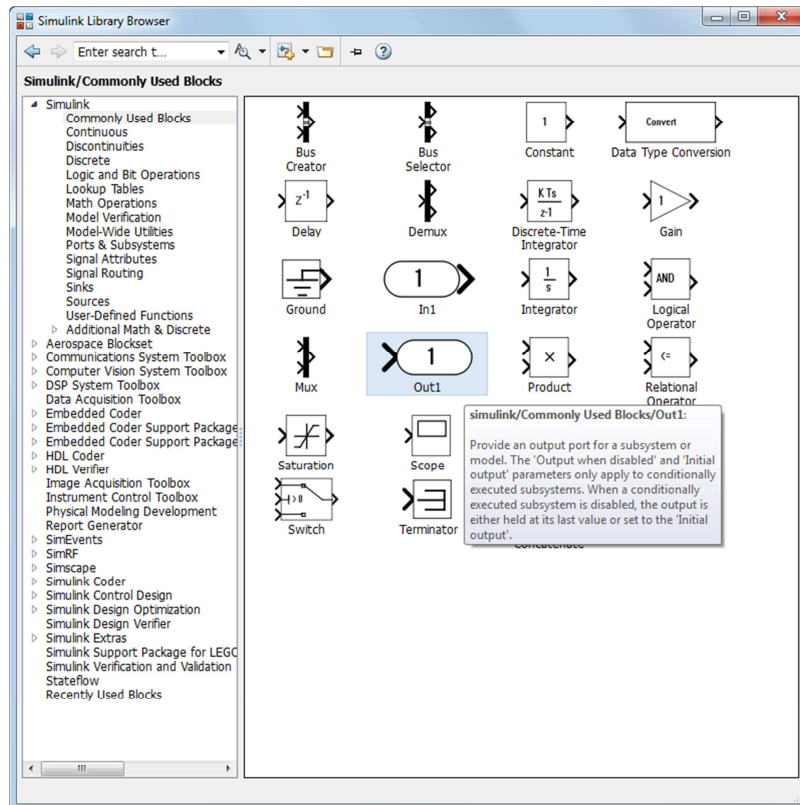 Simulink Library Browser
Enter search t...
Simulink/Commonly Used Blocks
Simulink
Commonly Used Blocks
Continuous
Discontinuities
Discrete
Logic and Bit Operations
Lookup Tables
Math Operations
Model Verification
Model-Wide Utilities
Ports & Subsystems
Signal Attributes
Signal Routing
Sinks
Sources
User-Defined Functions
Additional Math & Discrete
Aerospace Blockset
Communications System Toolbox
Computer Vision System Toolbox
DSP System Toolbox
Data Acquisition Toolbox
Embedded Coder
Embedded Coder Support Package
Embedded Coder Support Package
HDL Coder
HDL Verifier
Image Acquisition Toolbox
Instrument Control Toolbox
Physical Modeling Development
Report Generator
SimEvents
SimRF
Simscape
Simulink Coder
Simulink Control Design
Simulink Design Optimization
Simulink Design Verifier
Simulink Extras
Simulink Support Package for LEGO
Simulink Verification and Validation
Stateflow
Recently Used Blocks
Bus
Creator
Bus
Selector
1
Constant
Convert
Data Type Conversion
Z-1
Delay
Demux
K Ts
z-1
Discrete-Time
Integrator
1
Gain
Ground
1
In1
1
s
Integrator
AND
Logical
Operator
Mux
1
Out1
×
Product
<=
Relational
Operator
Saturation
Scope
> 0
Switch
Terminator
simulink/Commonly Used Blocks/Out1:
Provide an output port for a subsystem or
model. The 'Output when disabled' and 'Initial
output' parameters only apply to conditionally
executed subsystems. When a conditionally
executed subsystem is disabled, the output is
either held at its last value or set to the 'Initial
output'.
Concatenate